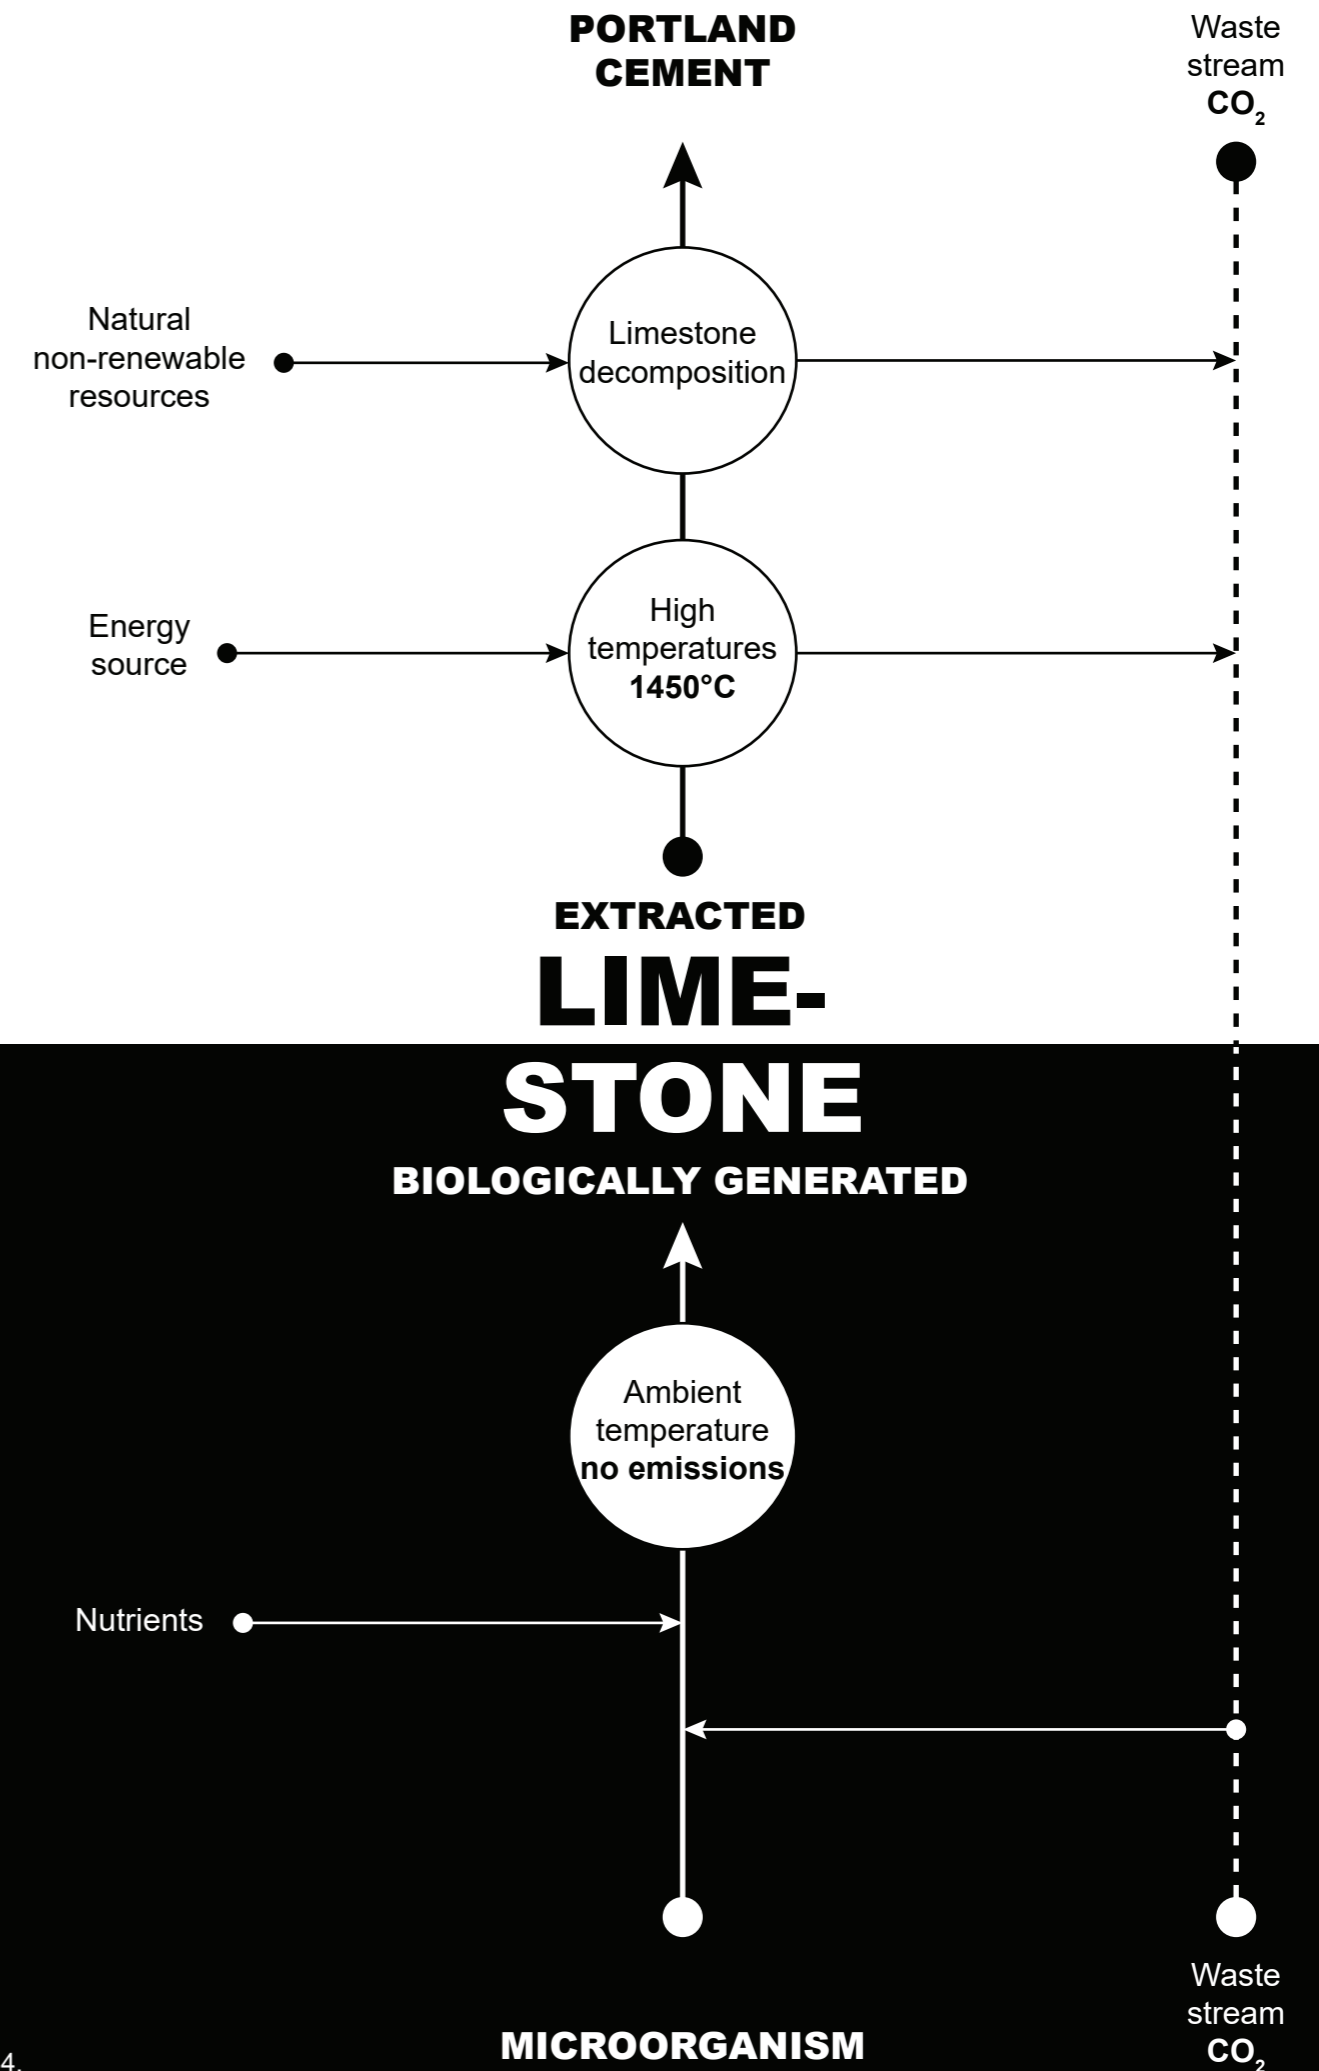 PORTLAND
CEMENT
Waste
stream
CO₂
Natural
non-renewable
resources
Limestone
decomposition
Energy
source
High
temperatures
1450°C
EXTRACTED
LIME-
STONE
BIOLOGICALLY GENERATED
Ambient
temperature
no emissions
Nutrients
Waste
stream
CO₂
MICROORGANISM
4.